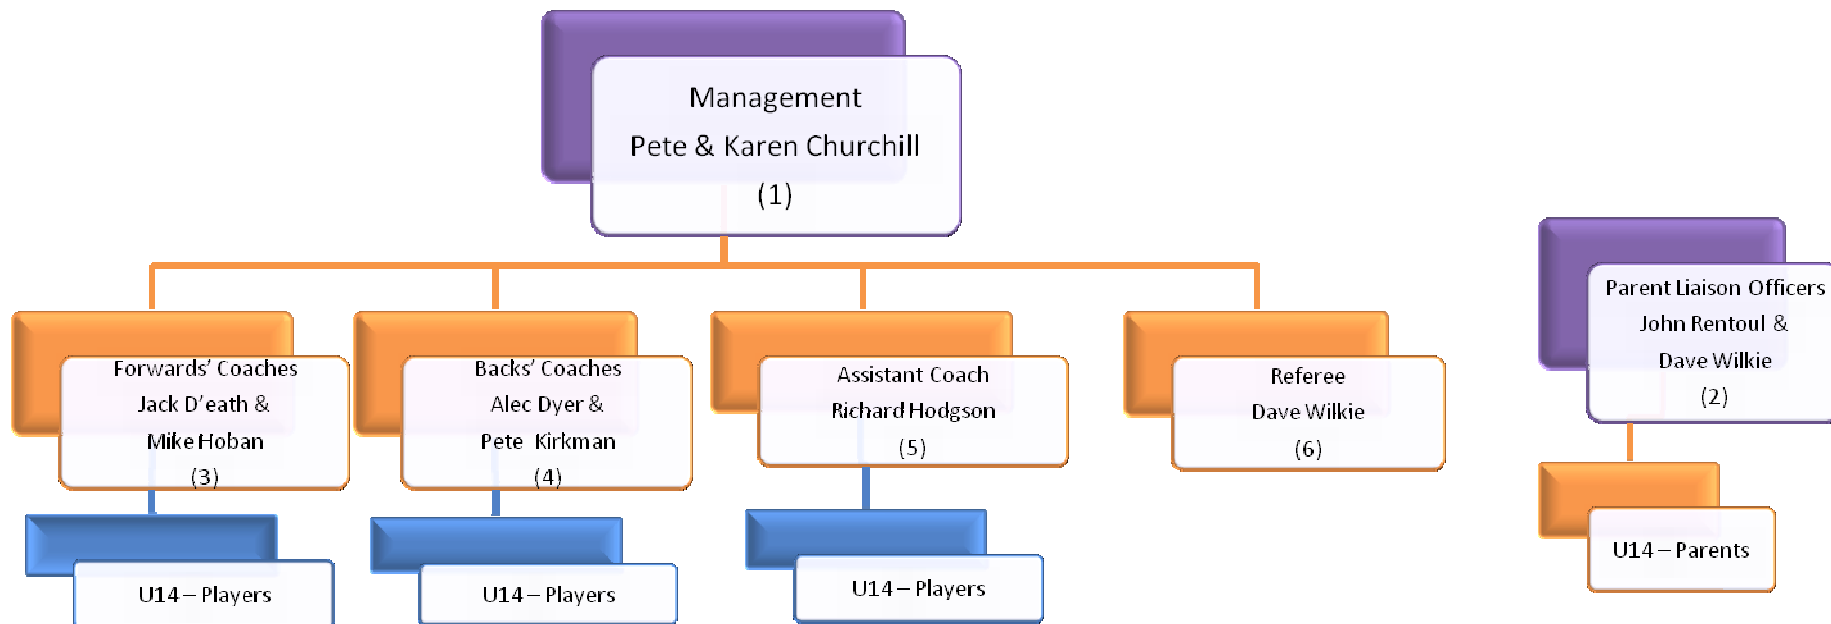 Management
Pete & Karen Churchill
(1)
Forwards' Coaches
Jack D'eath &
Mike Hoban
(3)
Backs' Coaches
Alec Dyer &
Pete Kirkman
(4)
Assistant Coach
Richard Hodgson
(5)
Referee
Dave Wilkie
(6)
Parent Liaison Officers
John Rentoul &
Dave Wilkie
(2)
U14 – Players
U14 – Players
U14 – Players
U14 – Parents